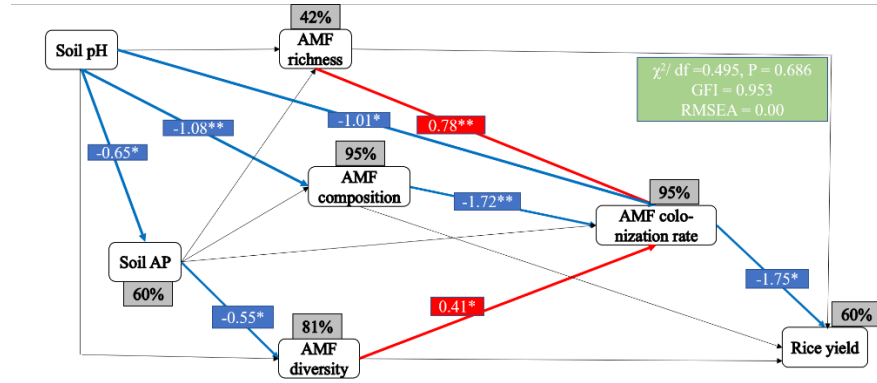 42%
Soil pH
AMF
richness
χ²/ df =0.495, P = 0.686
GFI = 0.953
RMSEA = 0.00
-1.01*
0.78**
-1.08**
-0.65*
95%
AMF
composition
-1.72**
95%
AMF colo-
nization rate
Soil AP
60%
-0.55*
0.41*
-1.75*
81%
AMF
diversity
60%
Rice yield